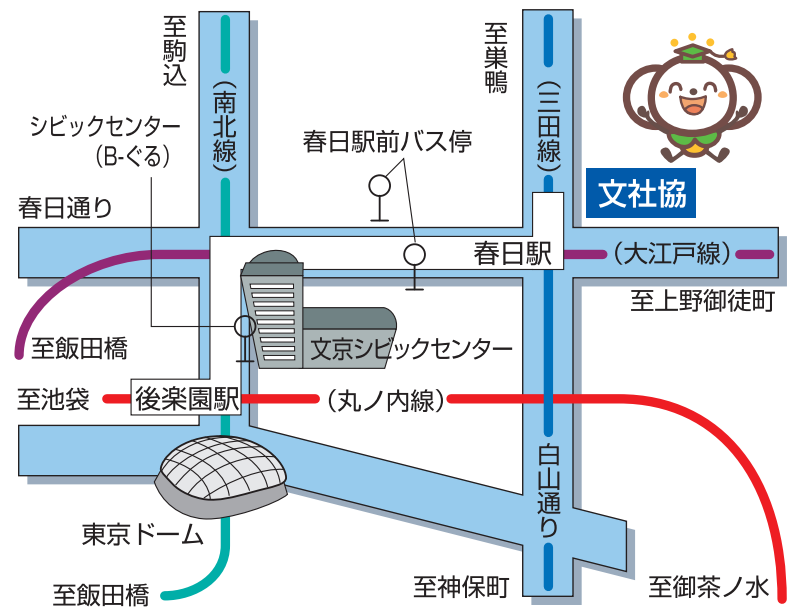 至駒込
至巣鴨
(南北線)
(三田線)
シビックセンター
(B-ぐる)
春日駅前バス停
文社協
春日通り
春日駅
(大江戸線)
至上野御徒町
至飯田橋
文京シビックセンター
至池袋
後楽園駅
(丸ノ内線)
白山通り
東京ドーム
至飯田橋
至神保町
至御茶ノ水